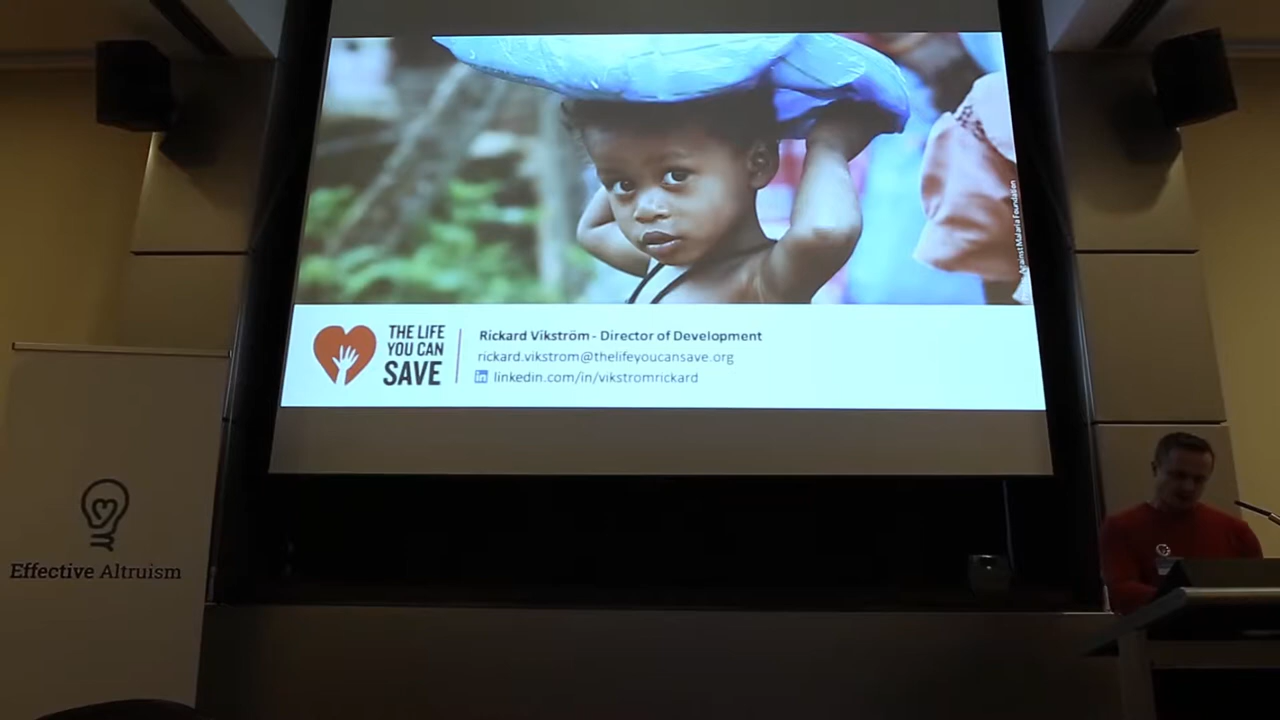 Against Malaria Foundation
THE LIFE
YOU CAN
SAVE
Rickard Vikström - Director of Development
rickard.vikstrom@thelifeyoucansave.org
in linkedin.com/in/vikstromrickard
Effective Altruism